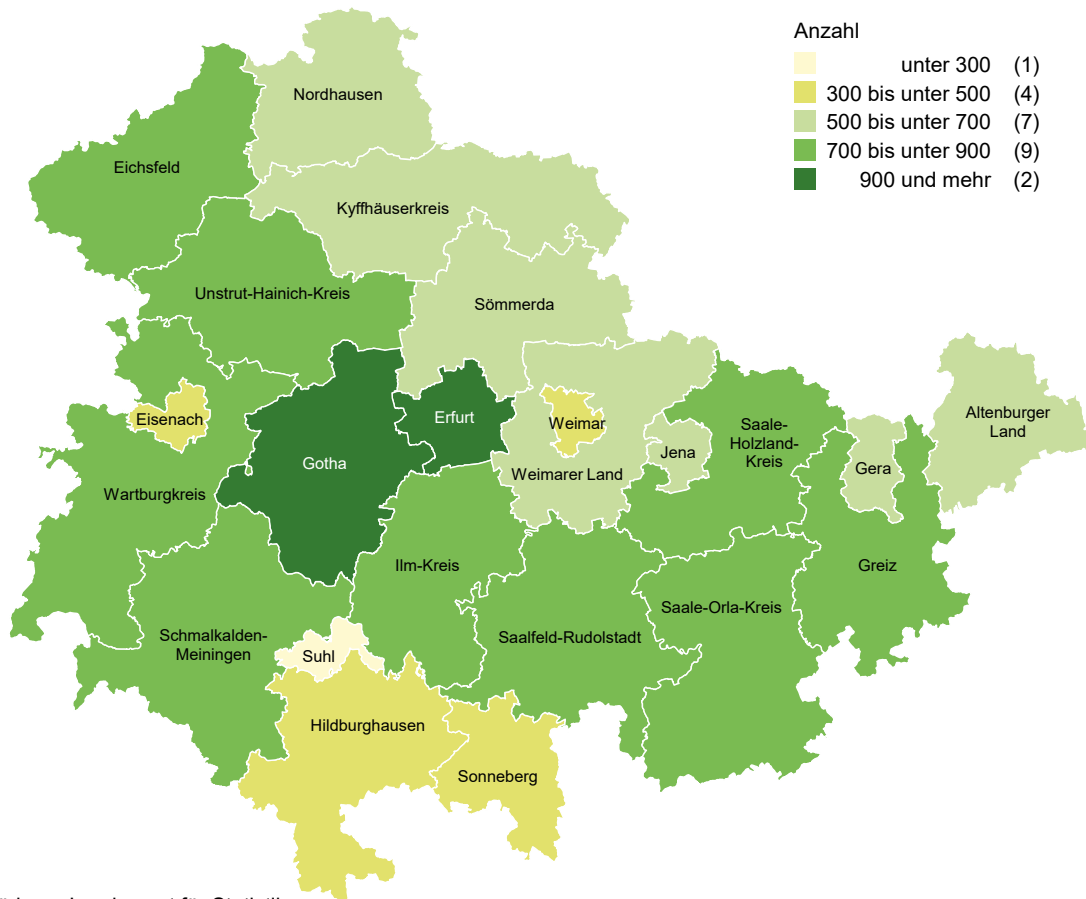 Anzahl
unter 300 (1)
300 bis unter 500 (4)
500 bis unter 700 (7)
700 bis unter 900 (9)
900 und mehr (2)
Nordhausen
Eichsfeld
Kyffhäuserkreis
Unstrut-Hainich-Kreis
Sömmerda
Eisenach
Erfurt
Weimar
Altenburger
Land
Saale-
Holzland-
Kreis
Jena
Gotha
Gera
Weimarer Land
Wartburgkreis
Ilm-Kreis
Greiz
Saale-Orla-Kreis
Schmalkalden-
Meiningen
Saalfeld-Rudolstadt
Suhl
Hildburghausen
Sonneberg